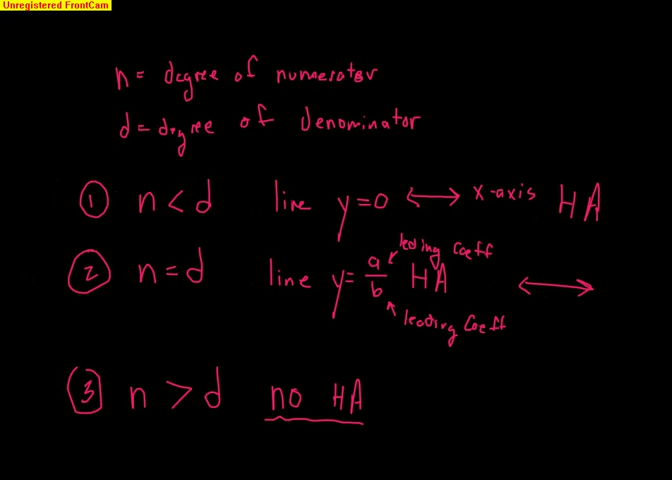 Unregistered FrontCam
n = degree of numerator
d = degree of denominator
① n < d line y = 0 ↔ x-axis HA
② n = d line y = a/b HA ↔
leading coeff
leading coeff
③ n > d no HA